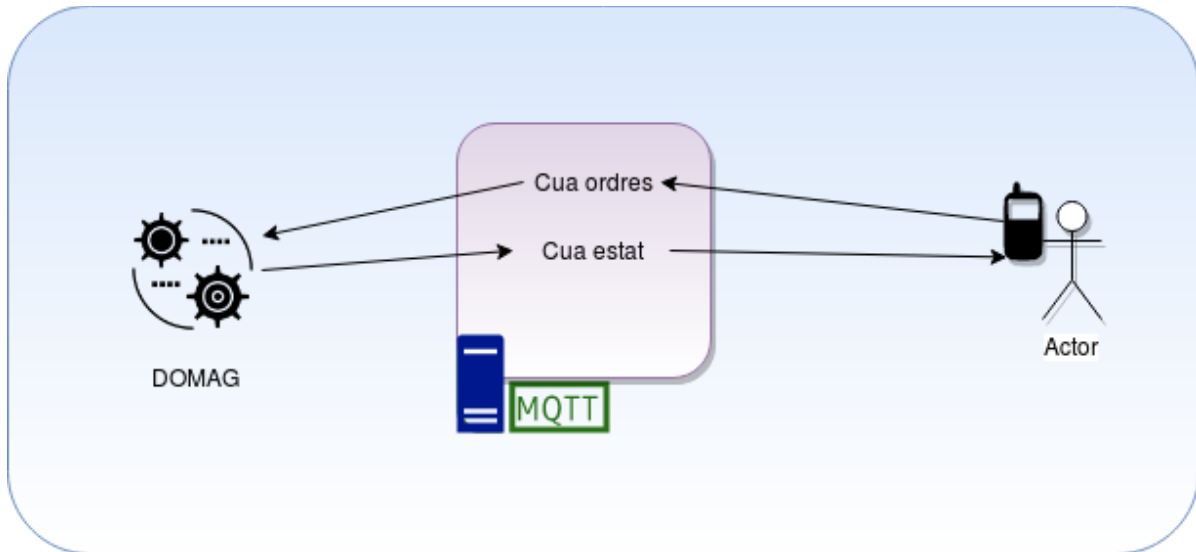 Cua ordres
Cua estat
DOMAG
Actor
MQTT